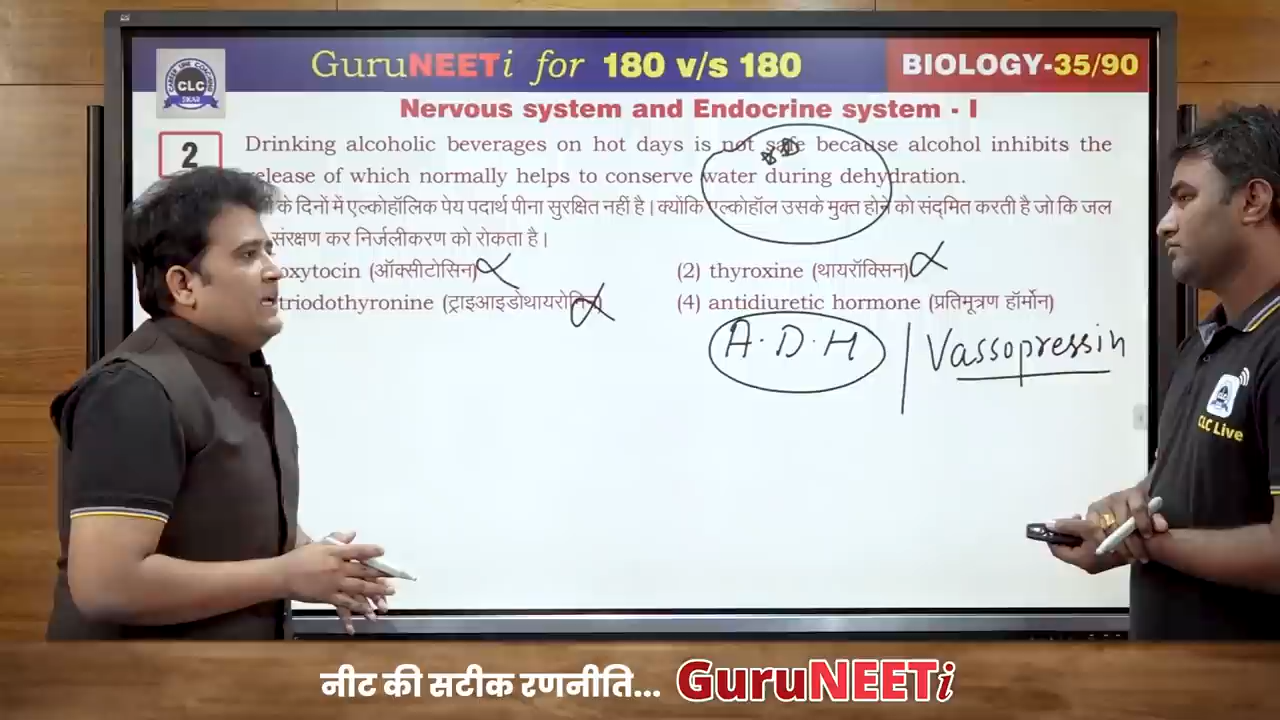 GuruNEETi for 180 v/s 180
BIOLOGY-35/90
CLC
SIKAR
Nervous system and Endocrine system - I
2
Drinking alcoholic beverages on hot days is not safe because alcohol inhibits the
release of which normally helps to conserve water during dehydration.
के दिनों में एल्कोहॉलिक पेय पदार्थ पीना सुरक्षित नहीं है। क्योंकि एल्कोहॉल उसके मुक्त होने को संद्मित करती है जो कि जल
संरक्षण कर निर्जलीकरण को रोकता है।
oxytocin (ऑक्सीटोसिन)
(2) thyroxine (थायरॉक्सिन)
triodothyronine (ट्राइआइडोथायरोनिन)
(4) antidiuretic hormone (प्रतिमूत्रण हॉर्मोन)
A.D.H / Vassopressin
CLC Live
नीट की सटीक रणनीति... GuruNEETi